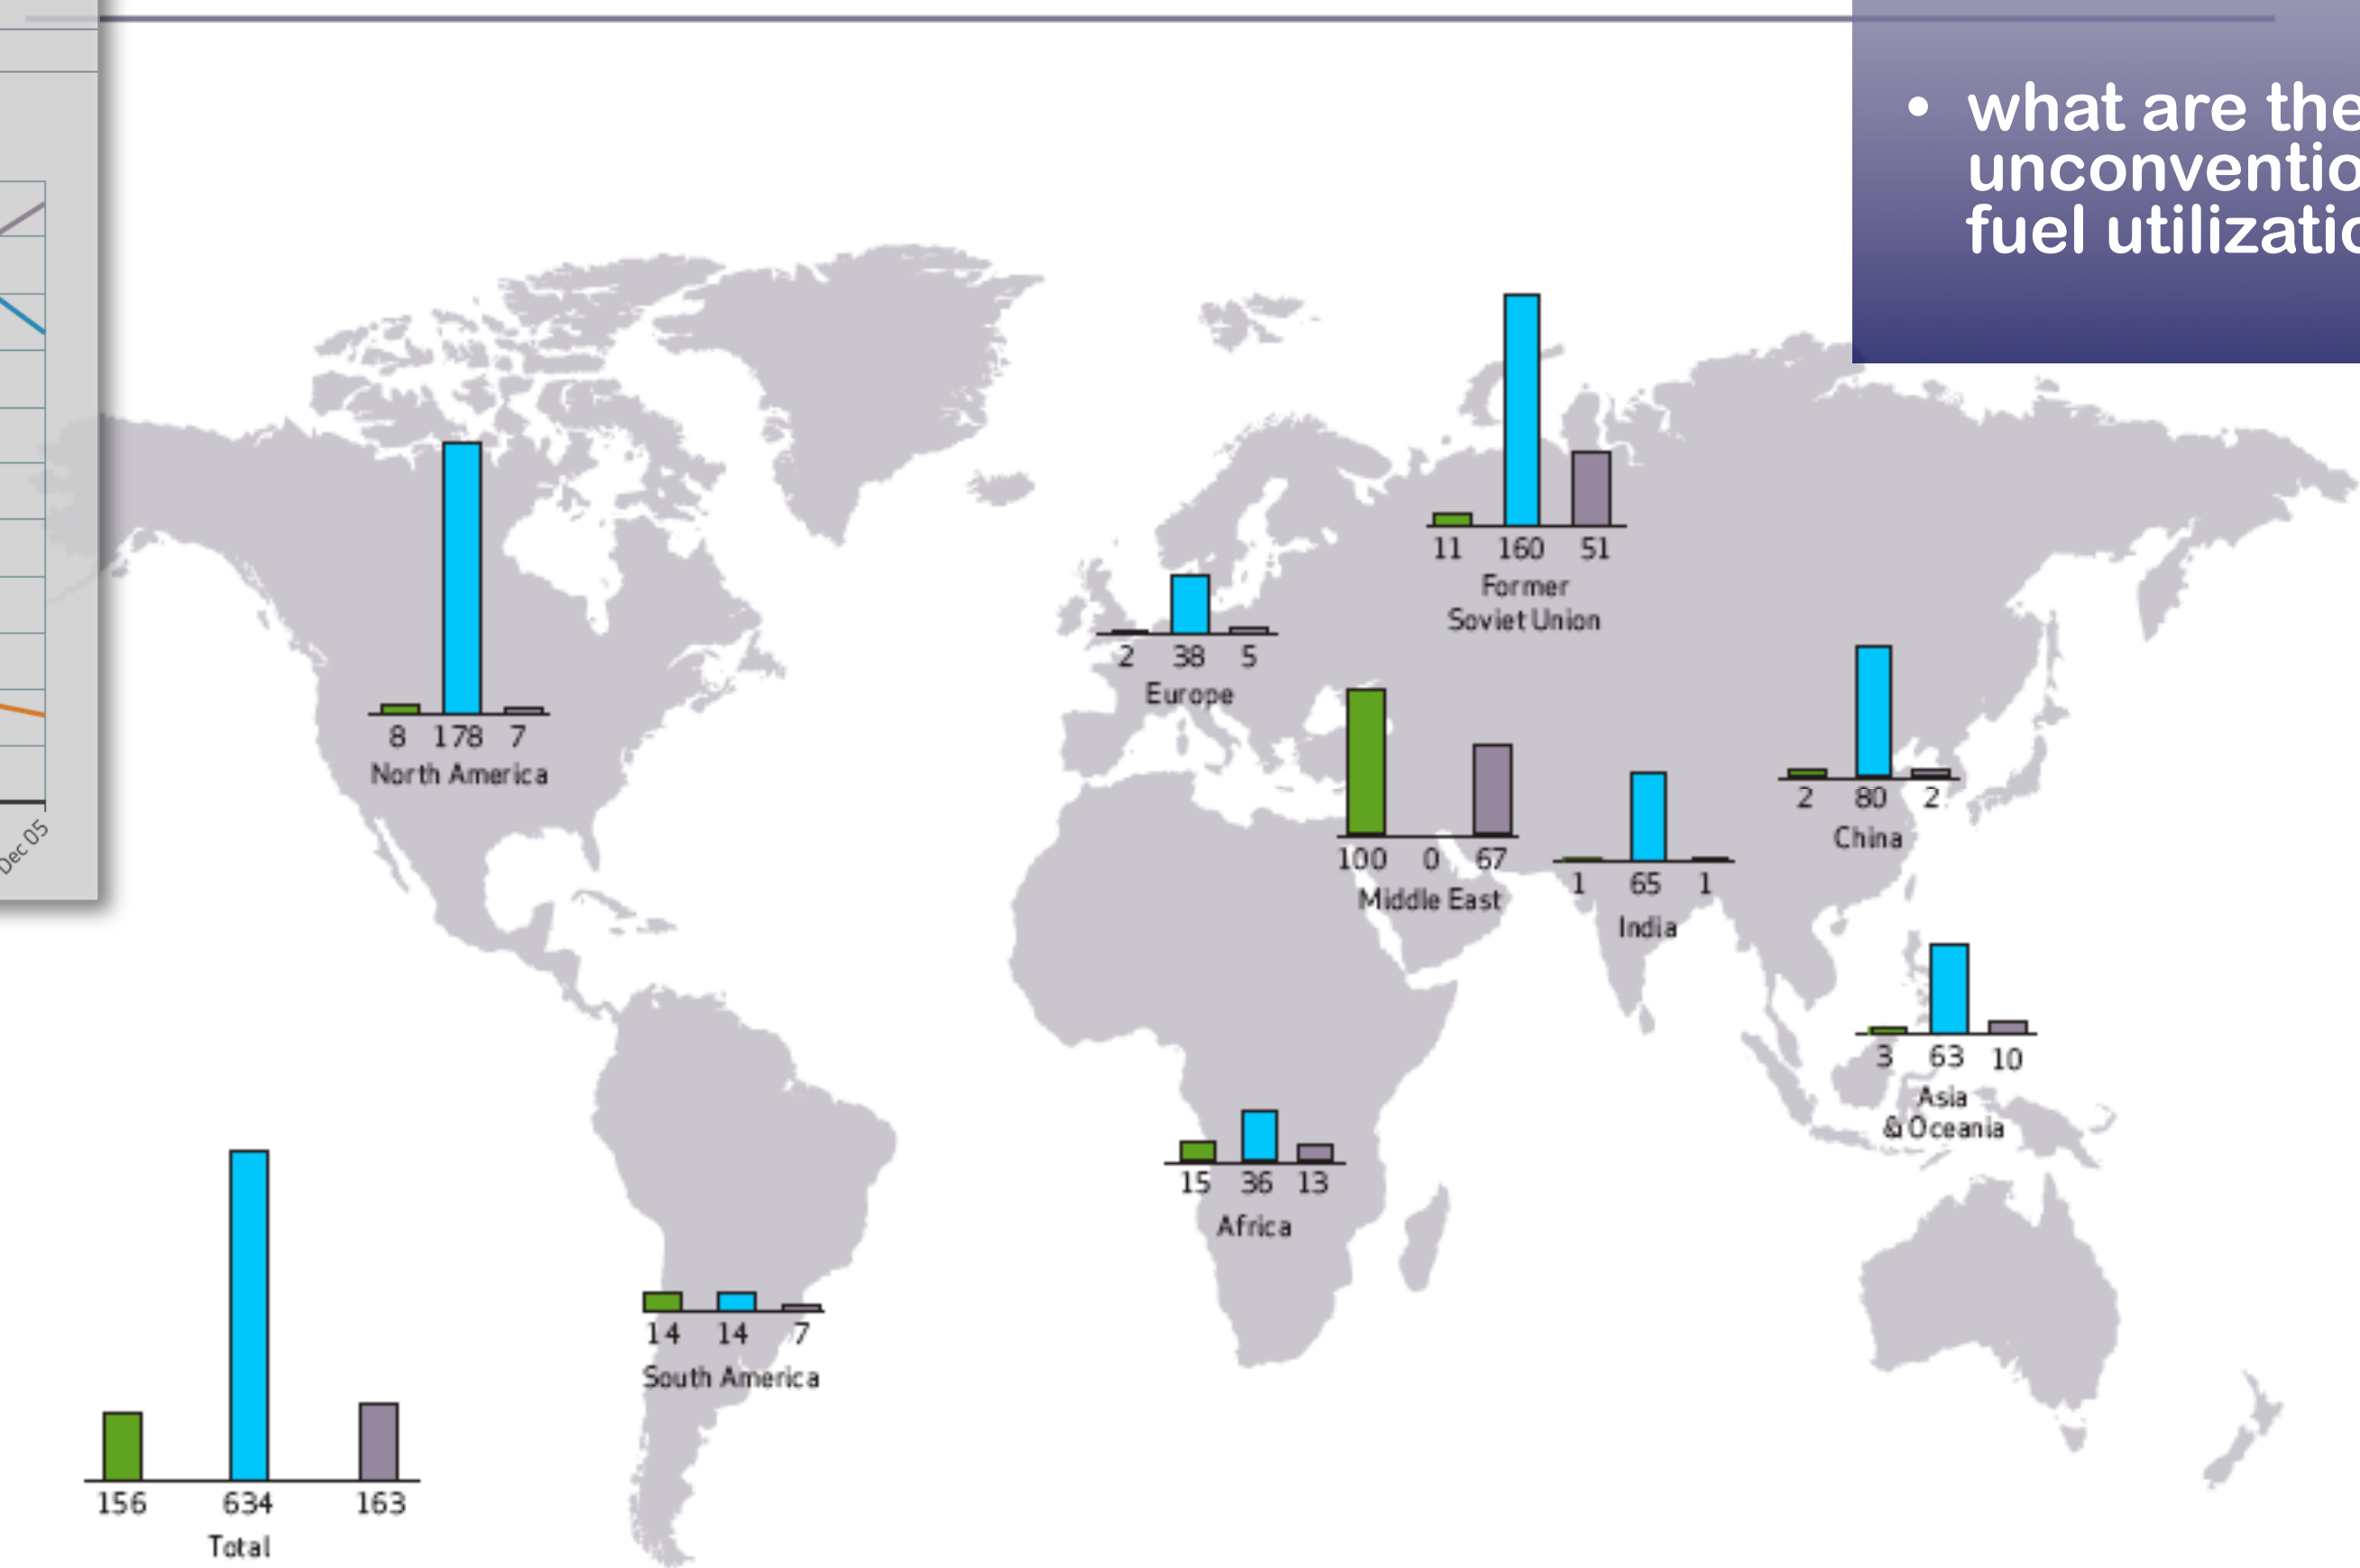 • what are the
unconventio
fuel utilizatio
Dec 05
11 160 51
Former
Soviet Union
2 38 5
Europe
8 178 7
North America
2 80 2
China
100 0 67
Middle East
1 65 1
India
3 63 10
Asia
& Oceania
15 36 13
Africa
14 14 7
South America
156 634 163
Total